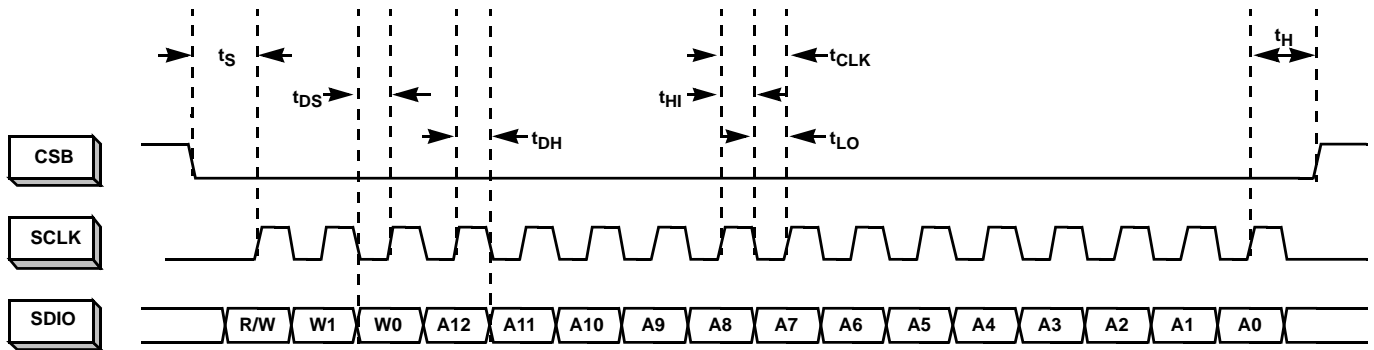 tS
tH
tCLK
tDS
tHI
tDH
tLO
CSB
SCLK
SDIO R/W W1 W0 A12 A11 A10 A9 A8 A7 A6 A5 A4 A3 A2 A1 A0